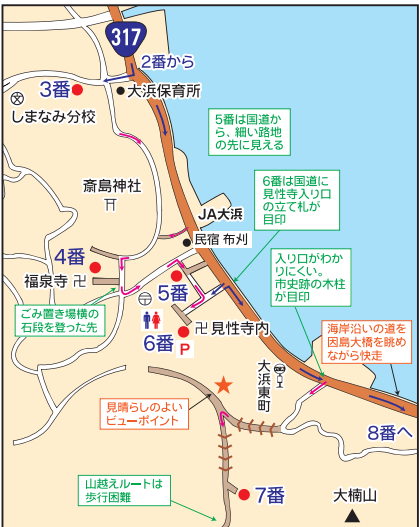 317
2番から
3番
大浜保育所
しまなみ分校
5番は国道か
ら、細い路地
の先に見える
斎島神社
6番は国道に
見性寺入り口
の立て札が
目印
JA大浜
民宿 布刈
4番
福泉寺
入り口がわか
りにくい。
市史跡の木柱
が目印
5番
ごみ置き場横の
石段を登った先
6番
P
見性寺内
海岸沿いの道を
因島大橋を眺め
ながら快走
大浜東町
見晴らしのよい
ビューポイント
8番へ
山越えルートは
歩行困難
7番
大楠山